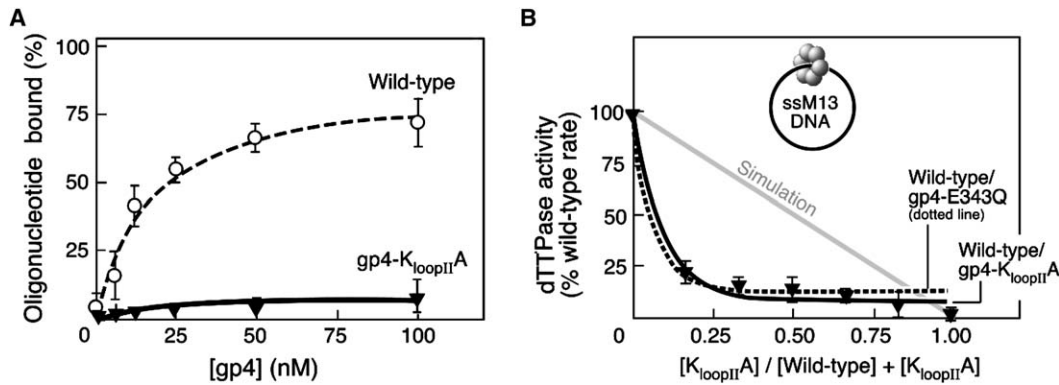 A
Oligonucleotide bound (%)
100
75
50
25
0
Wild-type
gp4-KloopIIA
0
25
50
75
100
[gp4] (nM)
B
dTTPase activity
(% wild-type rate)
100
75
50
25
0
ssM13
DNA
Simulation
Wild-type/
gp4-E343Q
(dotted line)
Wild-type/
gp4-KloopIIA
0.25
0.50
0.75
1.00
[KloopIIA] / [Wild-type] + [KloopIIA]